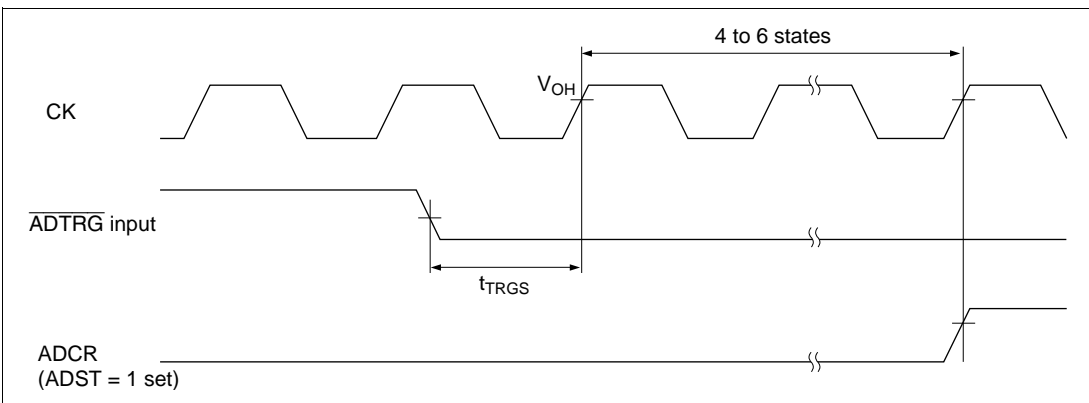 4 to 6 states
VOH
CK
ADTRG input
tTRGS
ADCR
(ADST = 1 set)